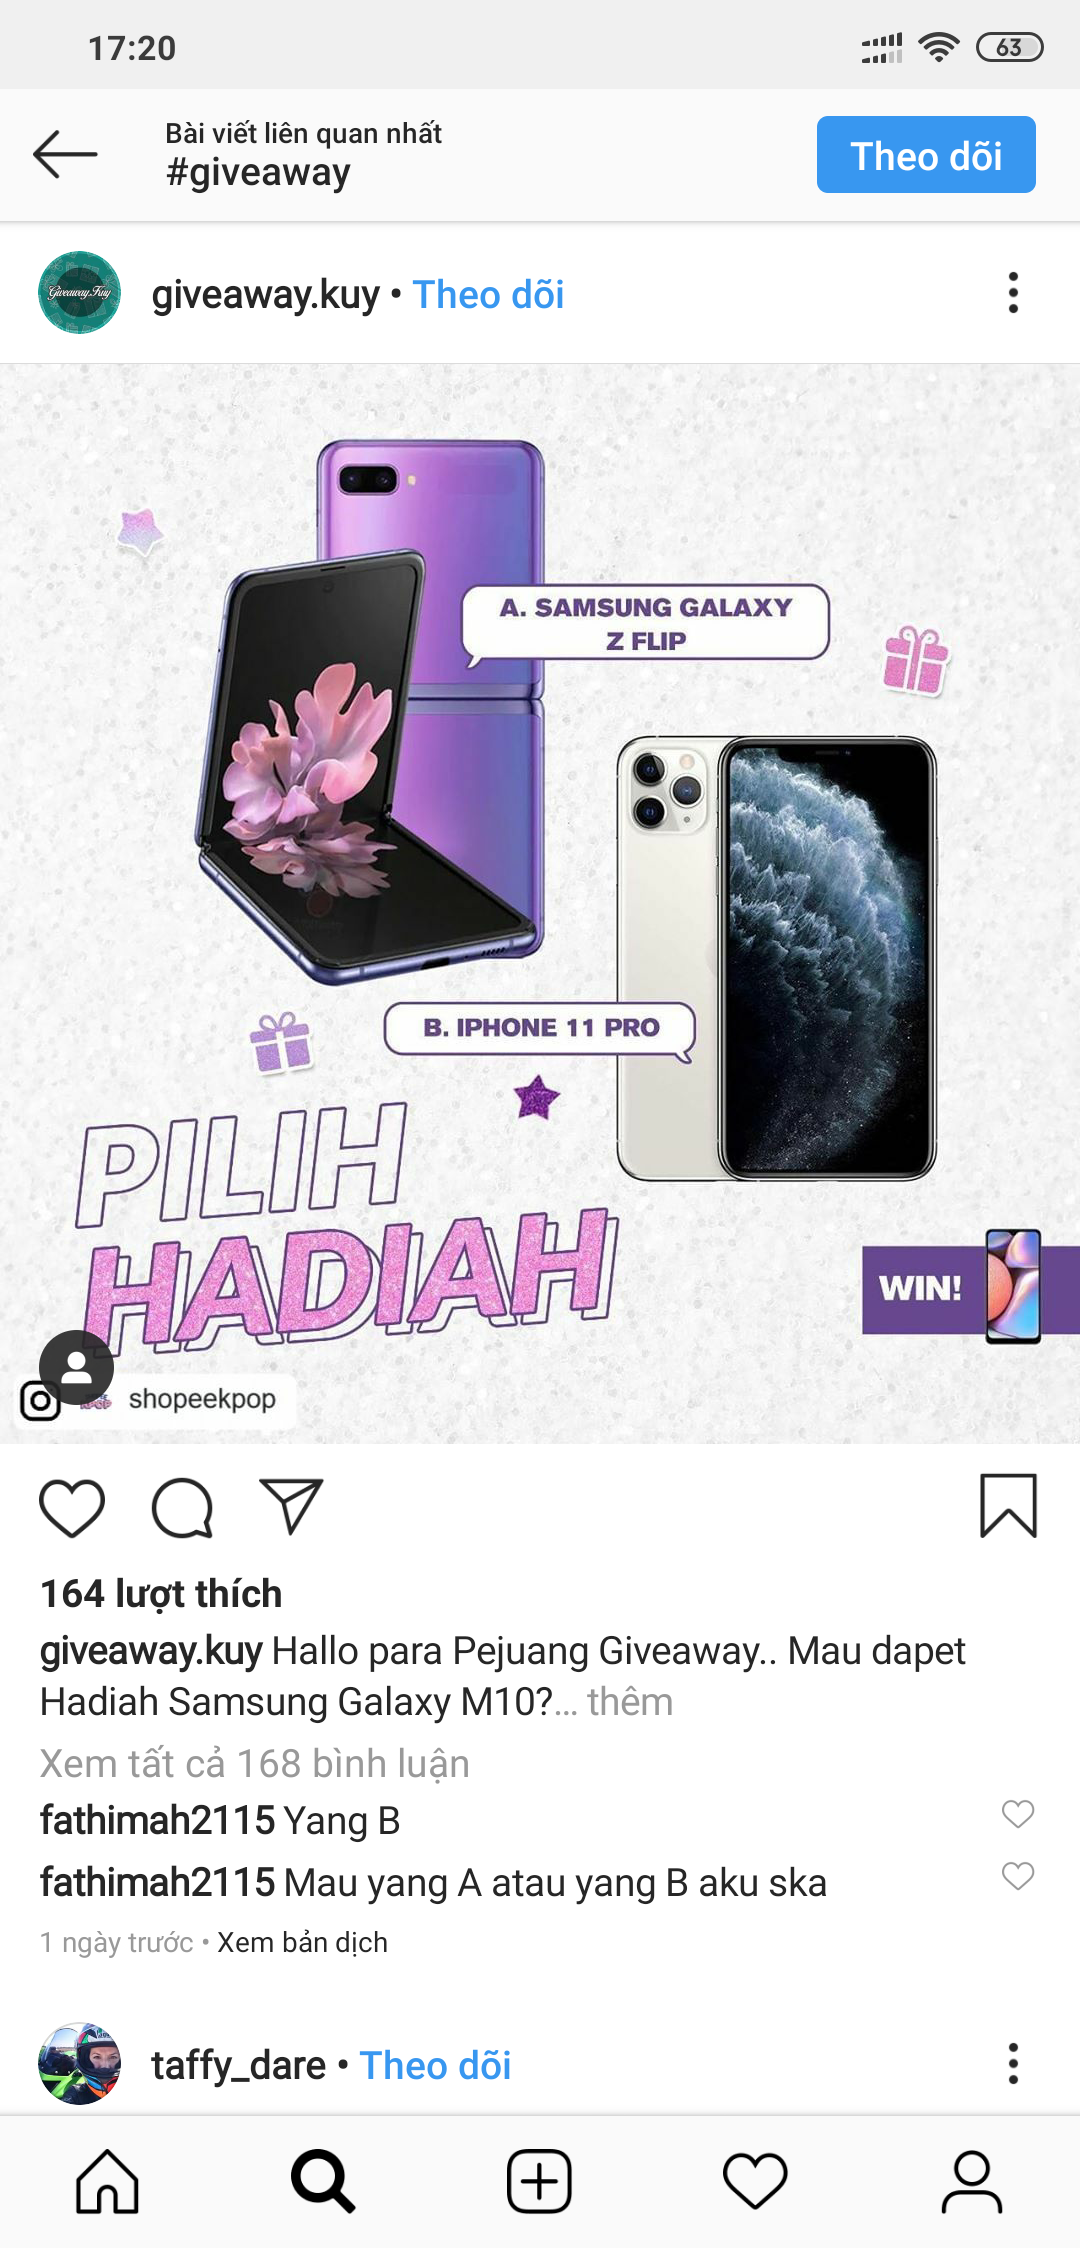 17:20
63
Bài viết liên quan nhất
#giveaway
Theo dõi
Giveaway.Kuy
giveaway.kuy • Theo dõi
A. SAMSUNG GALAXY
Z FLIP
B. IPHONE 11 PRO
PILIH
HADIAH
WIN!
KPOP
shopeekpop
164 lượt thích
giveaway.kuy Hallo para Pejuang Giveaway.. Mau dapet
Hadiah Samsung Galaxy M10?... thêm
Xem tất cả 168 bình luận
fathimah2115 Yang B
fathimah2115 Mau yang A atau yang B aku ska
1 ngày trước • Xem bản dịch
taffy_dare • Theo dõi